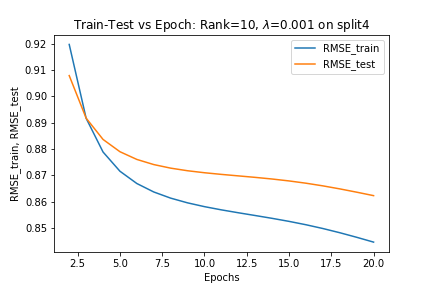 Train-Test vs Epoch: Rank=10, λ=0.001 on split4
RMSE_train
RMSE_test
RMSE_train, RMSE_test
0.92
0.91
0.90
0.89
0.88
0.87
0.86
0.85
2.5 5.0 7.5 10.0 12.5 15.0 17.5 20.0
Epochs